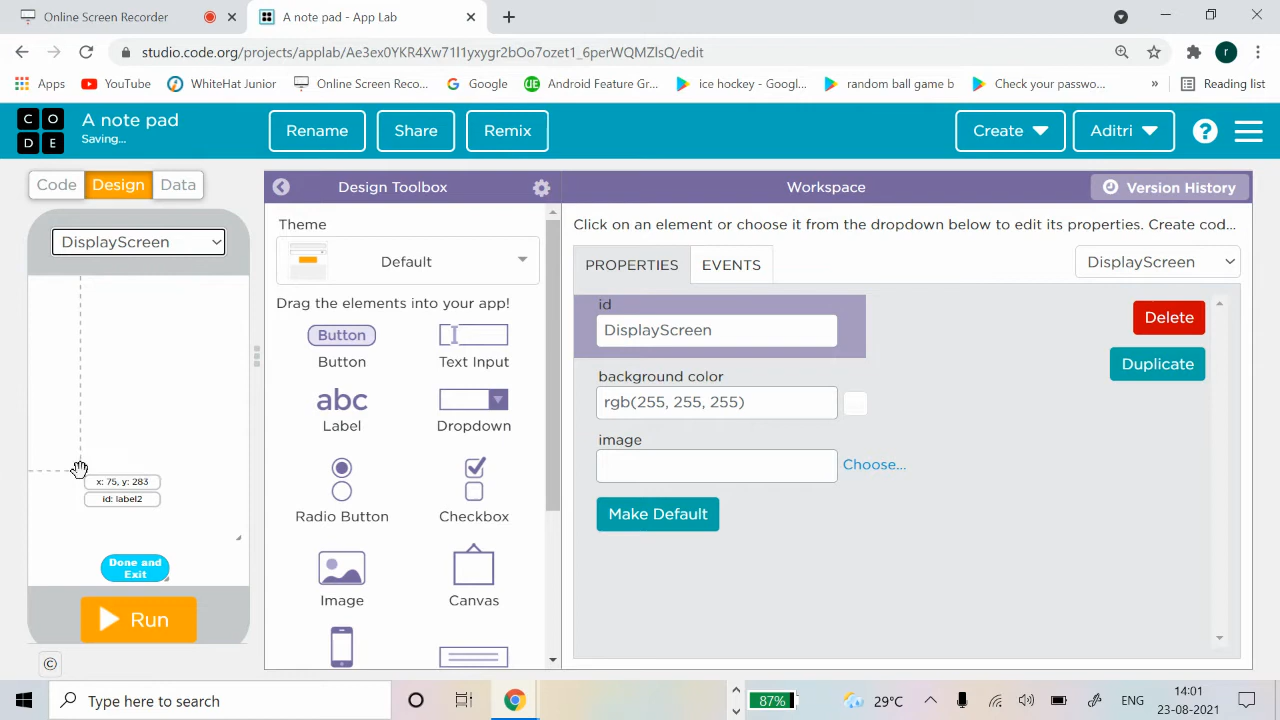 Online Screen Recorder
A note pad - App Lab
studio.code.org/projects/applab/Ae3ex0YKR4Xw71l1yxygr2bOo7ozet1_6perWQMZIsQ/edit
r
Apps
YouTube
WhiteHat Junior
Online Screen Reco...
Google
Android Feature Gr...
ice hockey - Googl...
random ball game b
Check your passwo...
»
Reading list
C O
D E
A note pad
Saving...
Rename
Share
Remix
Create
Aditri
?
Code
Design
Data
Design Toolbox
Workspace
Version History
DisplayScreen
Theme
Default
Drag the elements into your app!
Button
Button
Text Input
abc
Label
Dropdown
Radio Button
Checkbox
Image
Canvas
Click on an element or choose it from the dropdown below to edit its properties. Create cod...
PROPERTIES
EVENTS
DisplayScreen
id
DisplayScreen
Delete
Duplicate
background color
rgb(255, 255, 255)
image
Choose...
Make Default
x: 75, y: 283
id: label2
Done and
Exit
Run
©
Type here to search
87%
29°C
ENG
14:01
23-08-2021